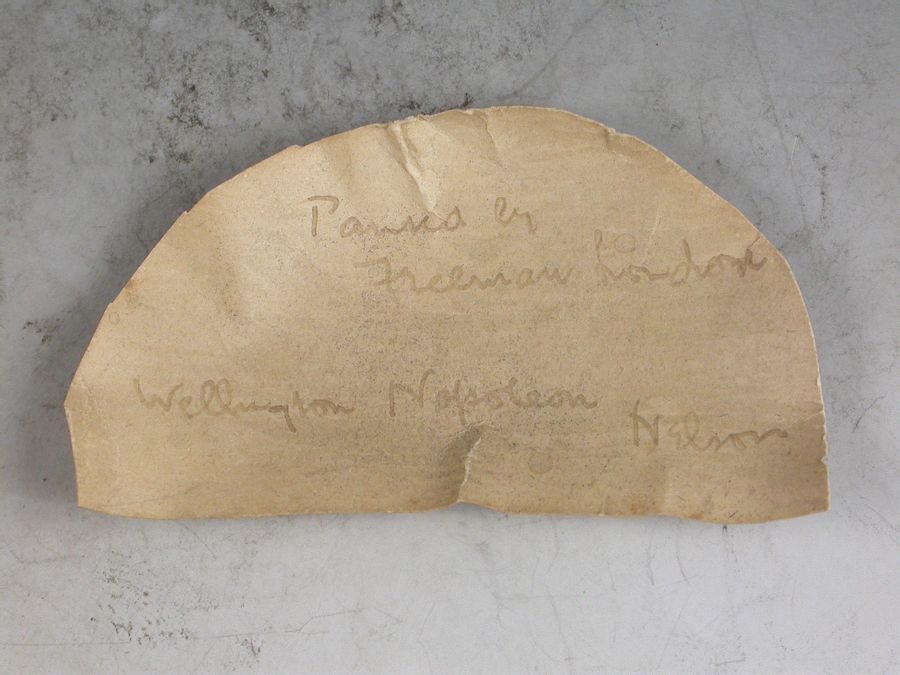 Painted by
Freeman London
Wellington Napoleon Nelson